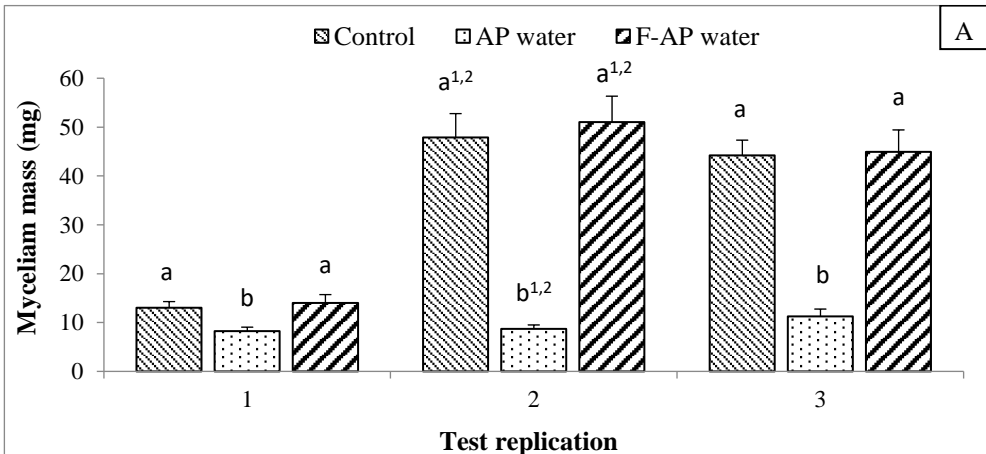 A
Control AP water F-AP water
Myceliam mass (mg)
60
50
40
30
20
10
0
a b a
a1,2 b1,2 a1,2
a b a
1 2 3
Test replication